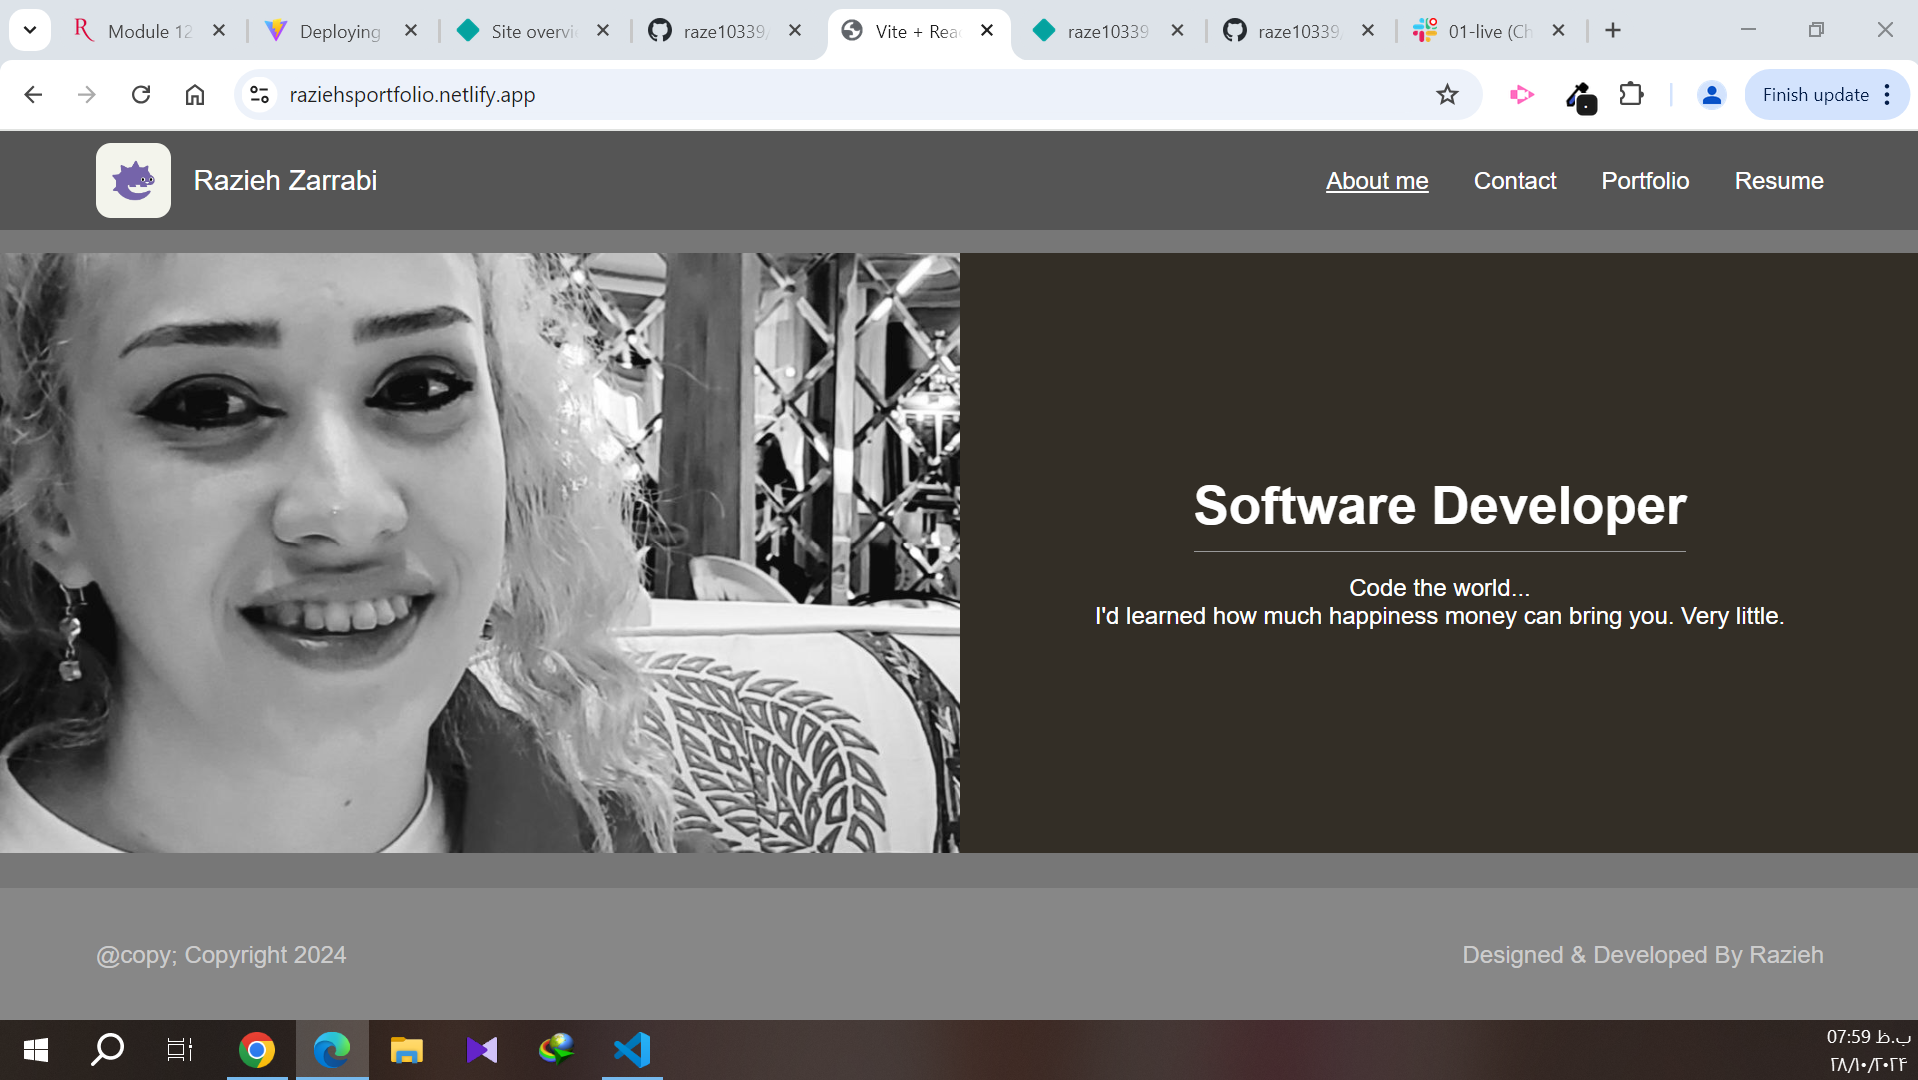 Module 12
Deploying
Site overvi
raze10339/
Vite + Rea
raze10339
raze10339/
01-live (Ch
raziehsportfolio.netlify.app
Finish update
Razieh Zarrabi
About me
Contact
Portfolio
Resume
Software Developer
Code the world...
I'd learned how much happiness money can bring you. Very little.
@copy; Copyright 2024
Designed & Developed By Razieh
07:59 ب.ظ
۲۸/۱۰/۲۰۲۴